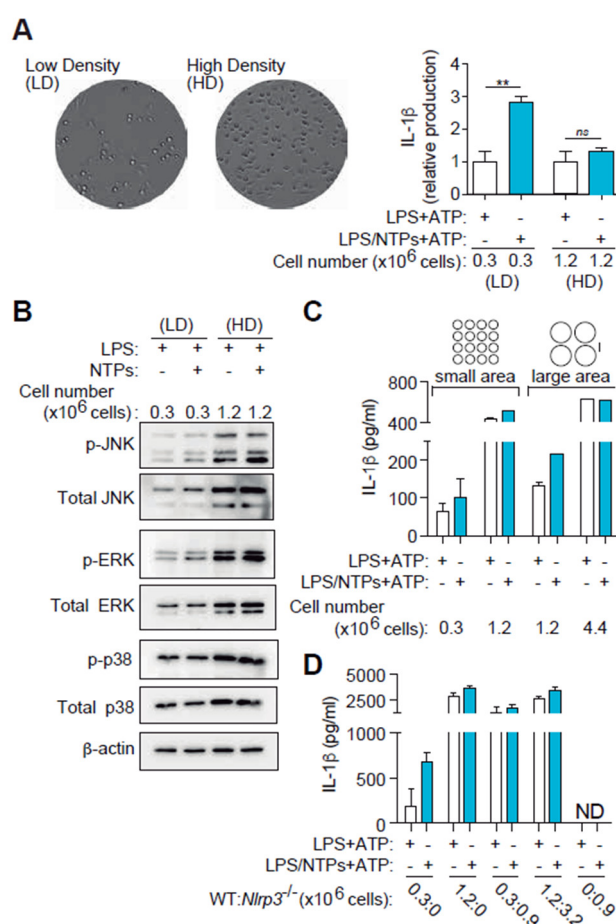 A
Low Density
(LD)
High Density
(HD)
IL-1β
(relative production)
4
3
2
1
0
**
ns
LPS+ATP: + - + -
LPS/NTPs+ATP: - + - +
Cell number (x10⁶ cells): 0.3 0.3 1.2 1.2
(LD) (HD)
B
(LD) (HD)
LPS: + + + +
NTPs: - + - +
Cell number
(x10⁶ cells): 0.3 0.3 1.2 1.2
p-JNK
Total JNK
p-ERK
Total ERK
p-p38
Total p38
β-actin
C
small area large area
IL-1β (pg/ml)
800
400
200
100
0
LPS+ATP: + - + - + - + -
LPS/NTPs+ATP: - + - + - + - +
Cell number
(x10⁶ cells): 0.3 1.2 1.2 4.4
D
IL-1β (pg/ml)
5000
2500
1000
500
0
ND
LPS+ATP: + - + - + - + - + -
LPS/NTPs+ATP: - + - + - + - + - +
WT:Nlrp3⁻/⁻ (x10⁶ cells): 0.3:0 1.2:0 0.3:0.9 1.2:3.2 0:0.9